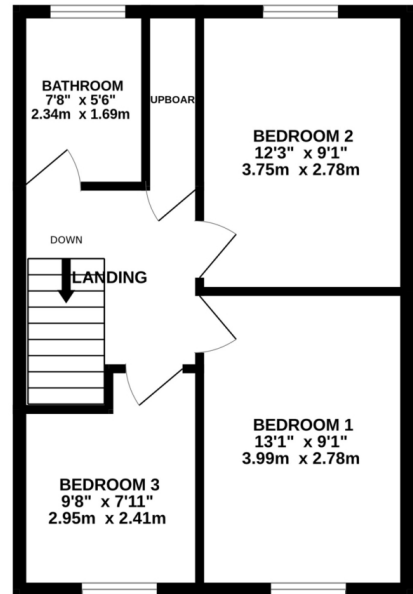 BATHROOM
7'8" x 5'6"
2.34m x 1.69m
UPBOAR
BEDROOM 2
12'3" x 9'1"
3.75m x 2.78m
DOWN
LANDING
BEDROOM 1
13'1" x 9'1"
3.99m x 2.78m
BEDROOM 3
9'8" x 7'11"
2.95m x 2.41m